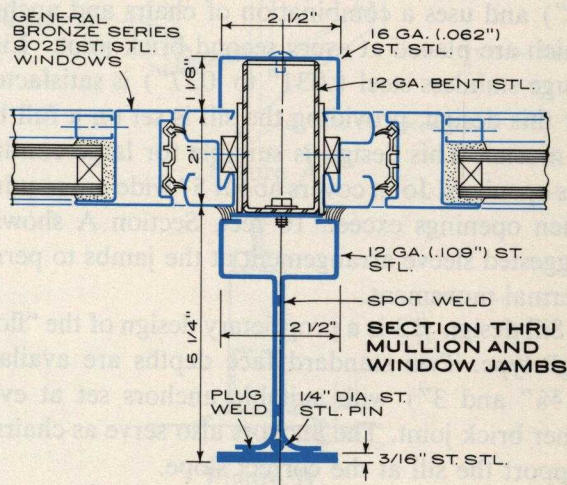 GENERAL
BRONZE SERIES
9025 BENT STL.
WINDOWS
2 1/2"
16 GA. (.062")
ST. STL.
12 GA. BENT STL.
1 1/8"
2"
12 GA. (.109") ST.
STL.
SPOT WELD
2 1/2"
5 1/4"
SECTION THRU
MULLION AND
WINDOW JAMBS
PLUG
WELD
1/4' DIA. ST.
STL. PIN
3/16" ST. STL.